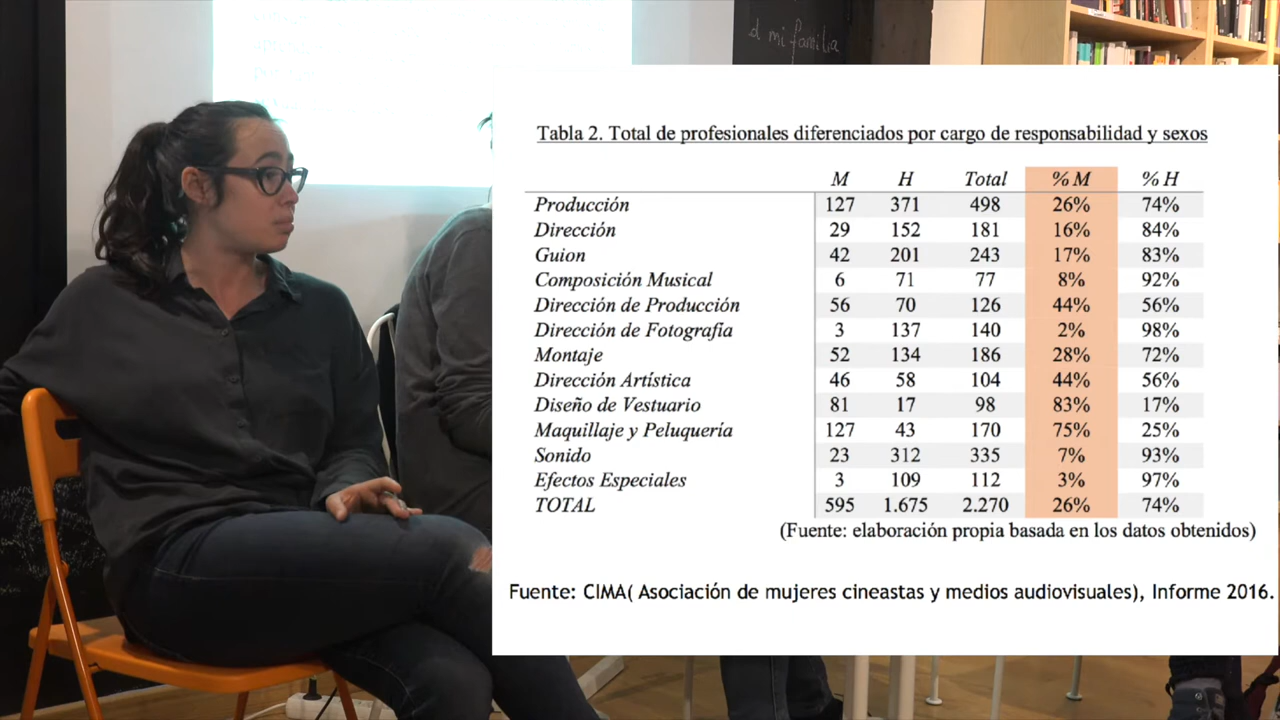 d mi familia
Tabla 2. Total de profesionales diferenciados por cargo de responsabilidad y sexos
M H Total % M % H
Producción 127 371 498 26% 74%
Dirección 29 152 181 16% 84%
Guion 42 201 243 17% 83%
Composición Musical 6 71 77 8% 92%
Dirección de Producción 56 70 126 44% 56%
Dirección de Fotografía 3 137 140 2% 98%
Montaje 52 134 186 28% 72%
Dirección Artística 46 58 104 44% 56%
Diseño de Vestuario 81 17 98 83% 17%
Maquillaje y Peluquería 127 43 170 75% 25%
Sonido 23 312 335 7% 93%
Efectos Especiales 3 109 112 3% 97%
TOTAL 595 1.675 2.270 26% 74%
(Fuente: elaboración propia basada en los datos obtenidos)
Fuente: CIMA( Asociación de mujeres cineastas y medios audiovisuales), Informe 2016.